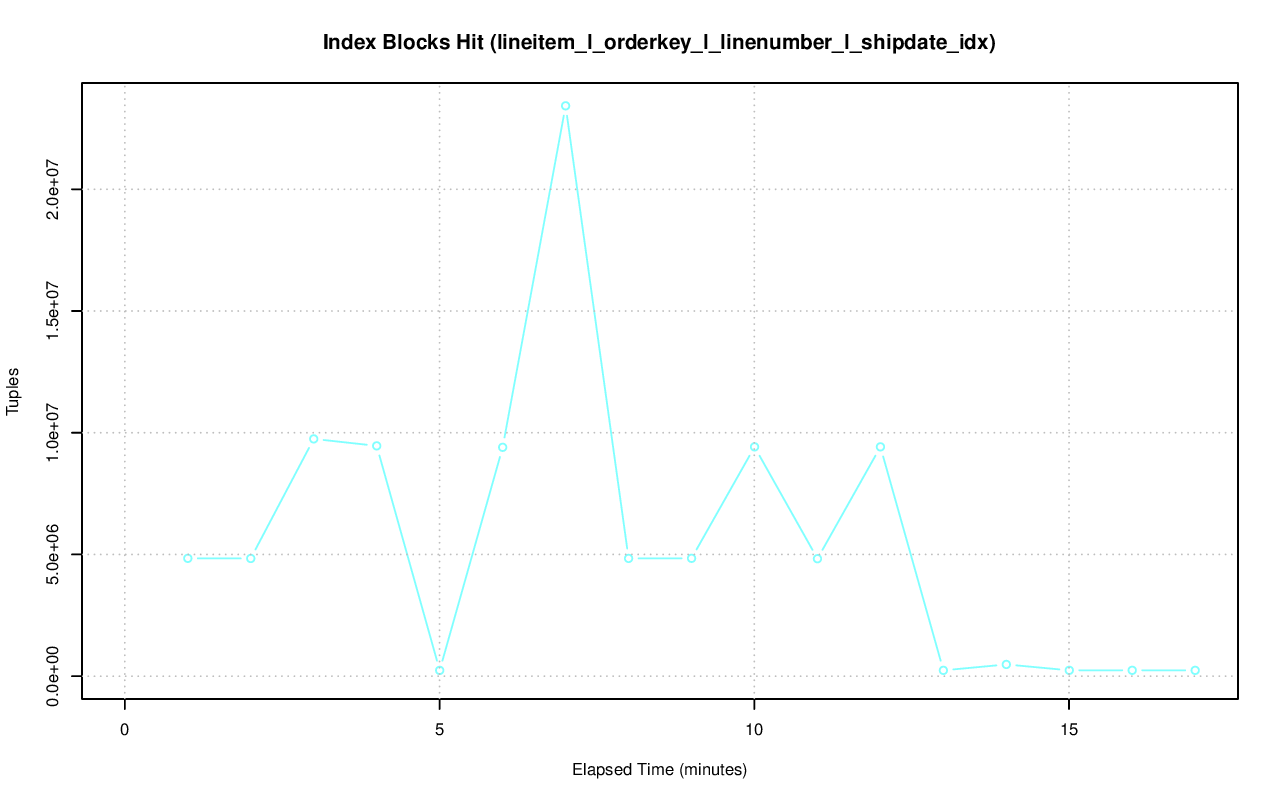 Index Blocks Hit (lineitem_l_orderkey_l_linenumber_l_shipdate_idx)
Tuples
2.0e+07
1.5e+07
1.0e+07
5.0e+06
0.0e+00
0 5 10 15
Elapsed Time (minutes)